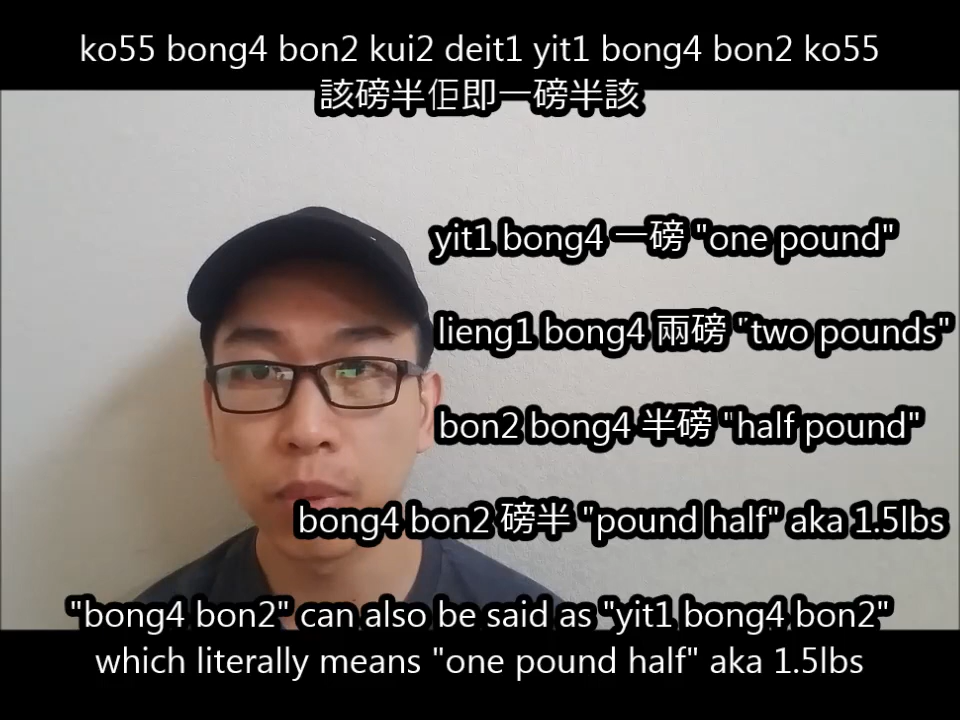 ko55 bong4 bon2 kui2 deit1 yit1 bong4 bon2 ko55
該磅半佢即一磅半該
yit1 bong4 一磅 "one pound"
lieng1 bong4 兩磅 "two pounds"
bon2 bong4 半磅 "half pound"
bong4 bon2 磅半 "pound half" aka 1.5lbs
"bong4 bon2" can also be said as "yit1 bong4 bon2"
which literally means "one pound half" aka 1.5lbs